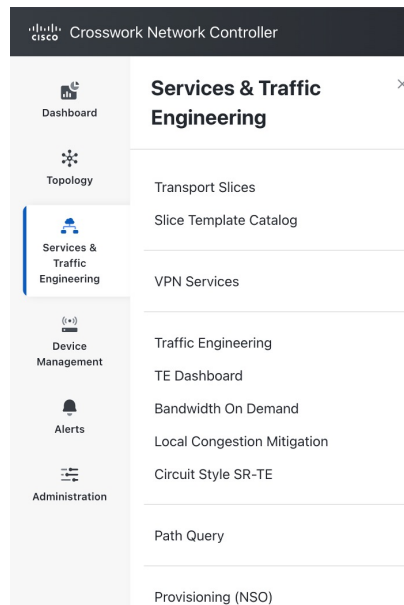 cisco Crosswork Network Controller
Dashboard
Topology
Services &
Traffic
Engineering
Device
Management
Alerts
Administration
Services & Traffic
Engineering
Transport Slices
Slice Template Catalog
VPN Services
Traffic Engineering
TE Dashboard
Bandwidth On Demand
Local Congestion Mitigation
Circuit Style SR-TE
Path Query
Provisioning (NSO)